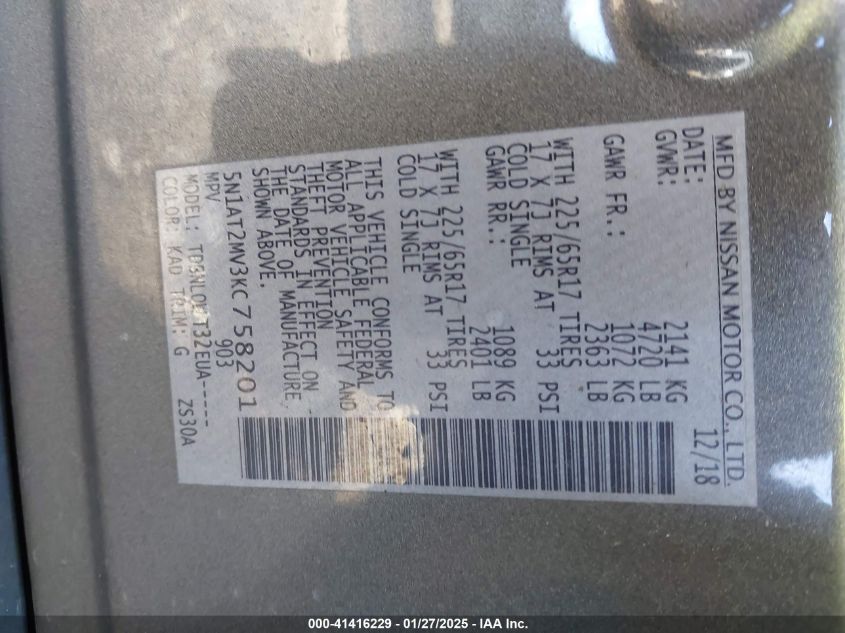 MFD BY NISSAN MOTOR CO., LTD.
DATE: 12/18
GVWR: 2141 KG
4720 LB
GAWR FR.: 1072 KG
2363 LB
WITH 225/65R17 TIRES
17 X 7J RIMS AT 33 PSI
COLD SINGLE
GAWR RR.: 1089 KG
2401 LB
WITH 225/65R17 TIRES
17 X 7J RIMS AT 33 PSI
COLD SINGLE
THIS VEHICLE CONFORMS TO
ALL APPLICABLE FEDERAL
MOTOR VEHICLE SAFETY AND
THEFT PREVENTION
STANDARDS IN EFFECT ON
THE DATE OF MANUFACTURE
SHOWN ABOVE.
5N1AT2MV3KC758201
MPV 903
MODEL:
COLOR: KAD TRIM: G ZS30A
000-41416229 — 01/27/2025 — IAA Inc.